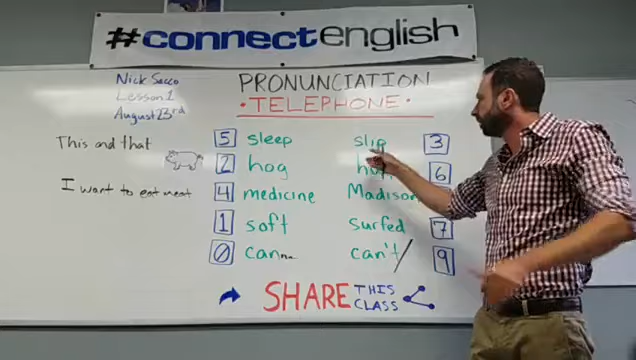 #connectenglish
Nick Sacco
Lesson 1
August 23rd
PRONUNCIATION
• TELEPHONE •
This and that
I want to eat meat
5 sleep slip 3
2 hog 6
4 medicine Madison
1 soft surfed 7
0 can can't 9
SHARE THIS CLASS